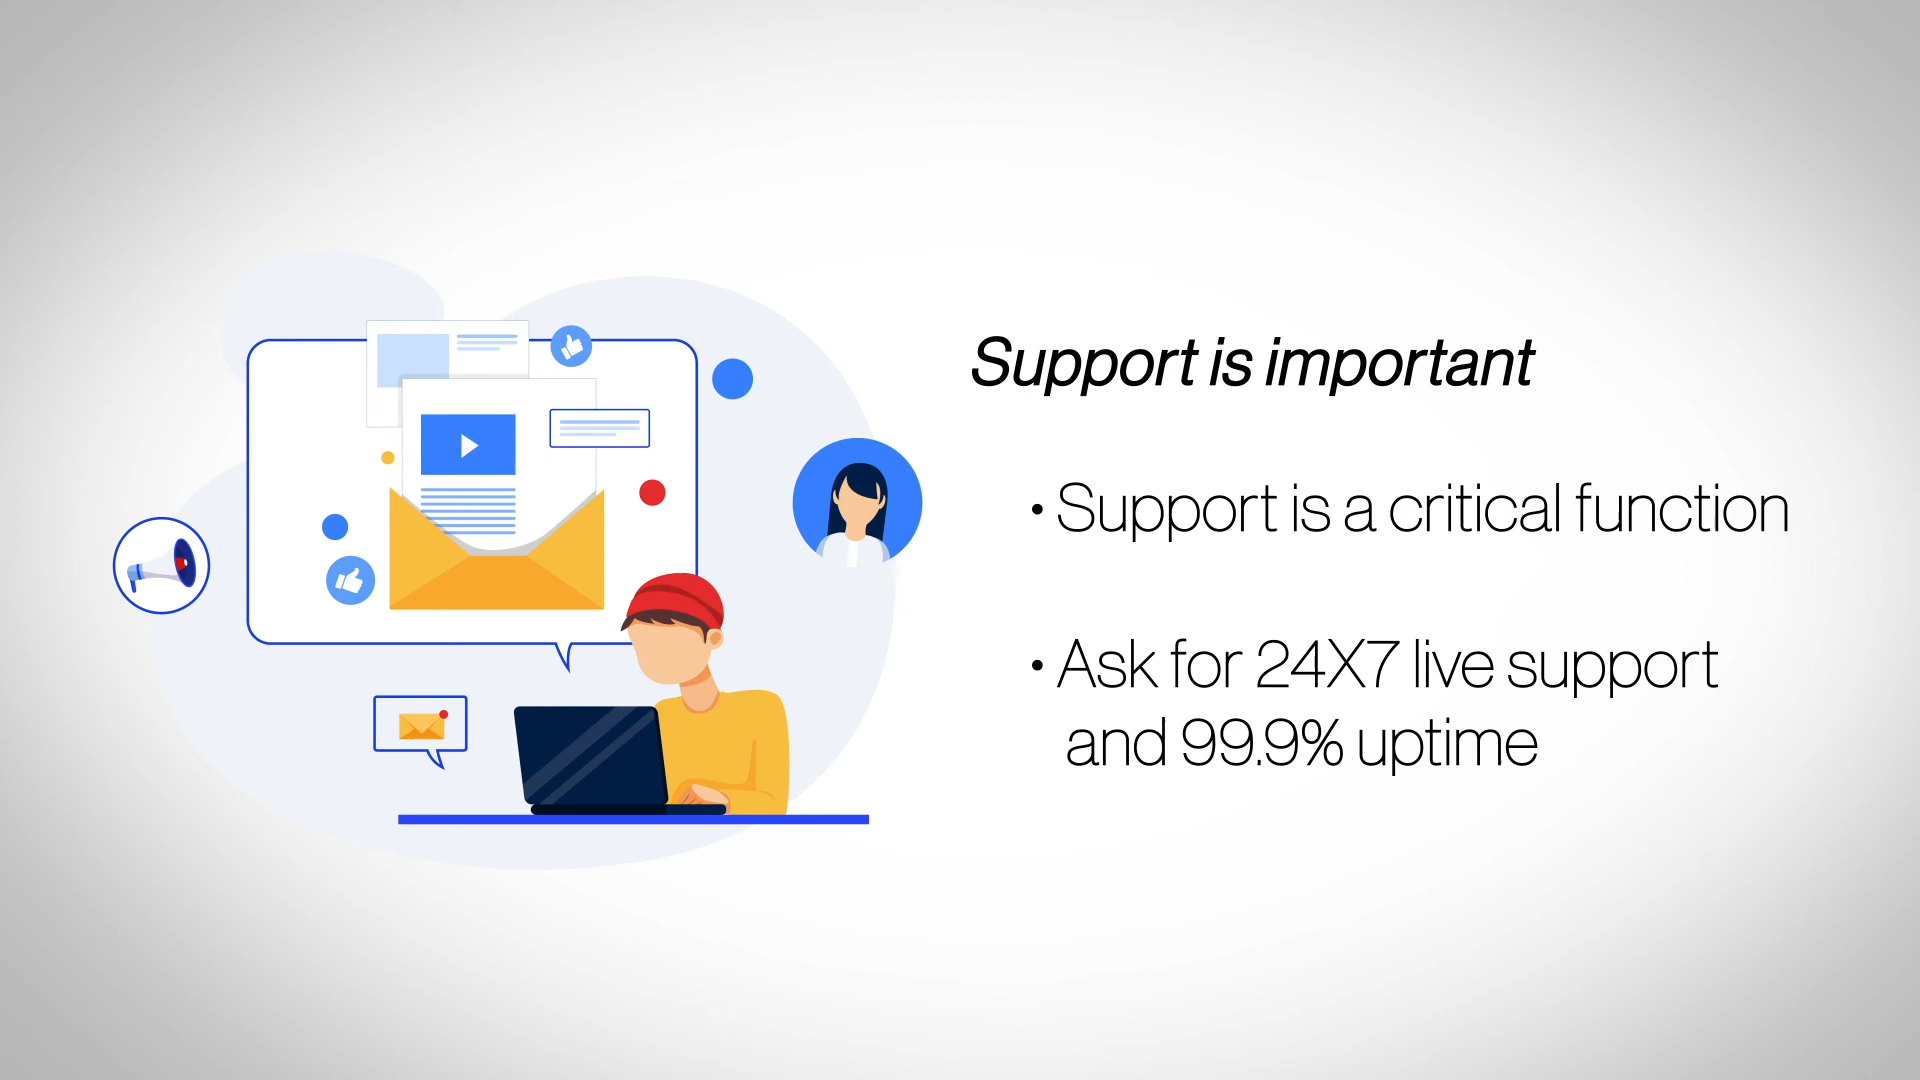 Support is important
• Support is a critical function
• Ask for 24X7 live support
and 99.9% uptime